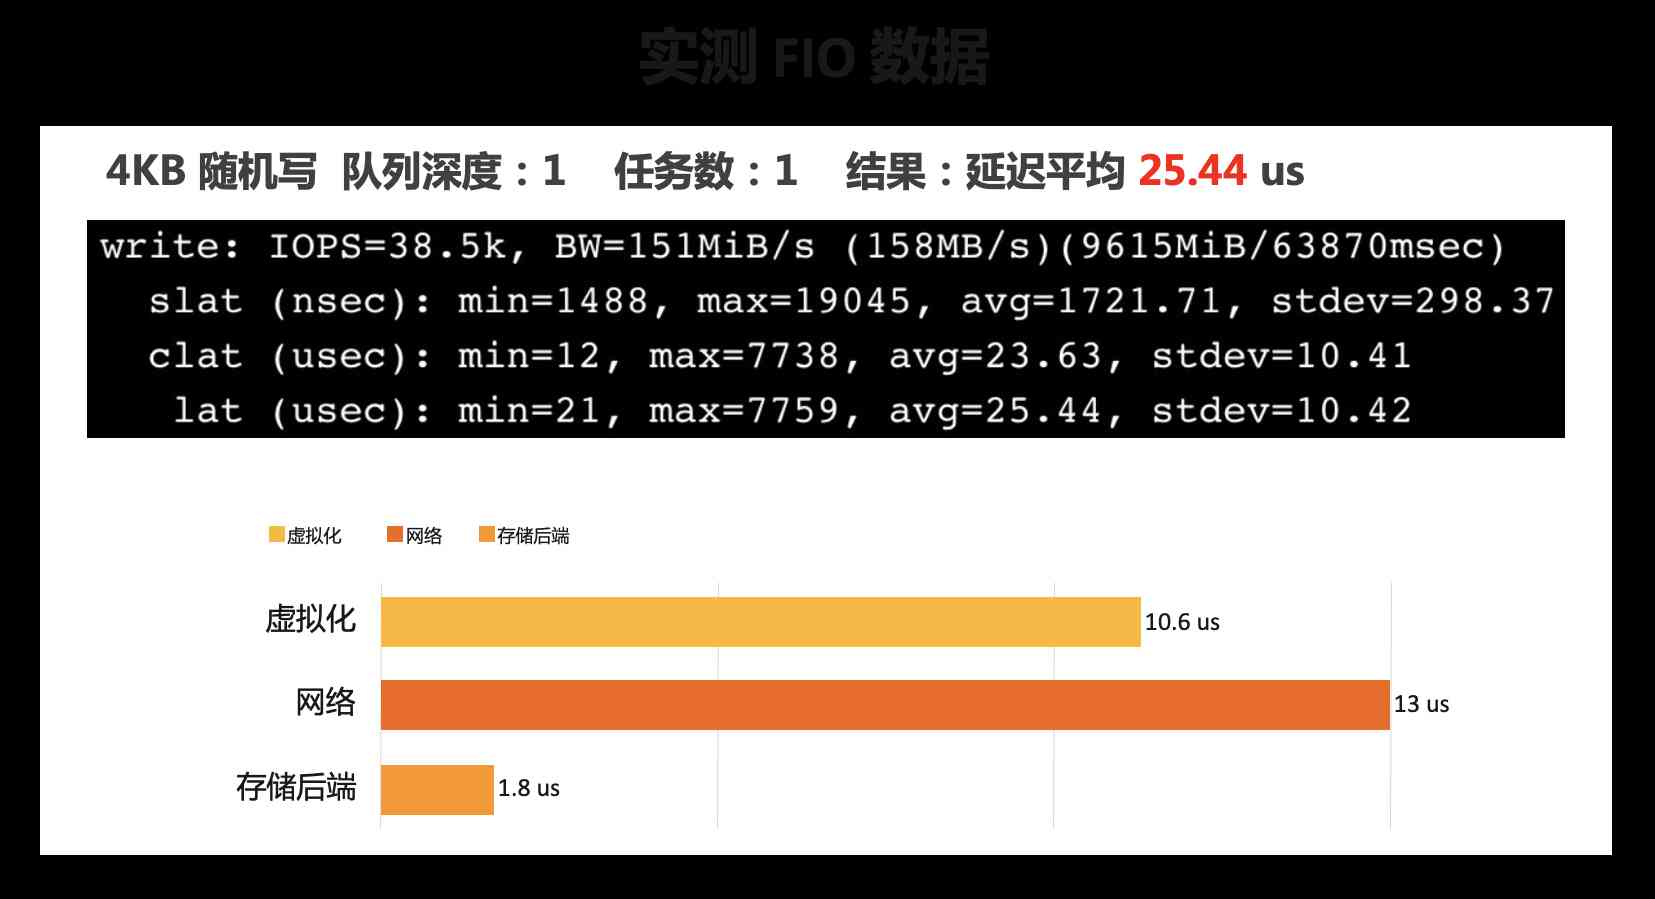 实测 FIO 数据
4KB 随机写 队列深度：1 任务数：1 结果：延迟平均 25.44 us
write: IOPS=38.5k, BW=151MiB/s (158MB/s)(9615MiB/63870msec)
slat (nsec): min=1488, max=19045, avg=1721.71, stdev=298.37
clat (usec): min=12, max=7738, avg=23.63, stdev=10.41
lat (usec): min=21, max=7759, avg=25.44, stdev=10.42
虚拟化 网络 存储后端
虚拟化 10.6 us
网络 13 us
存储后端 1.8 us